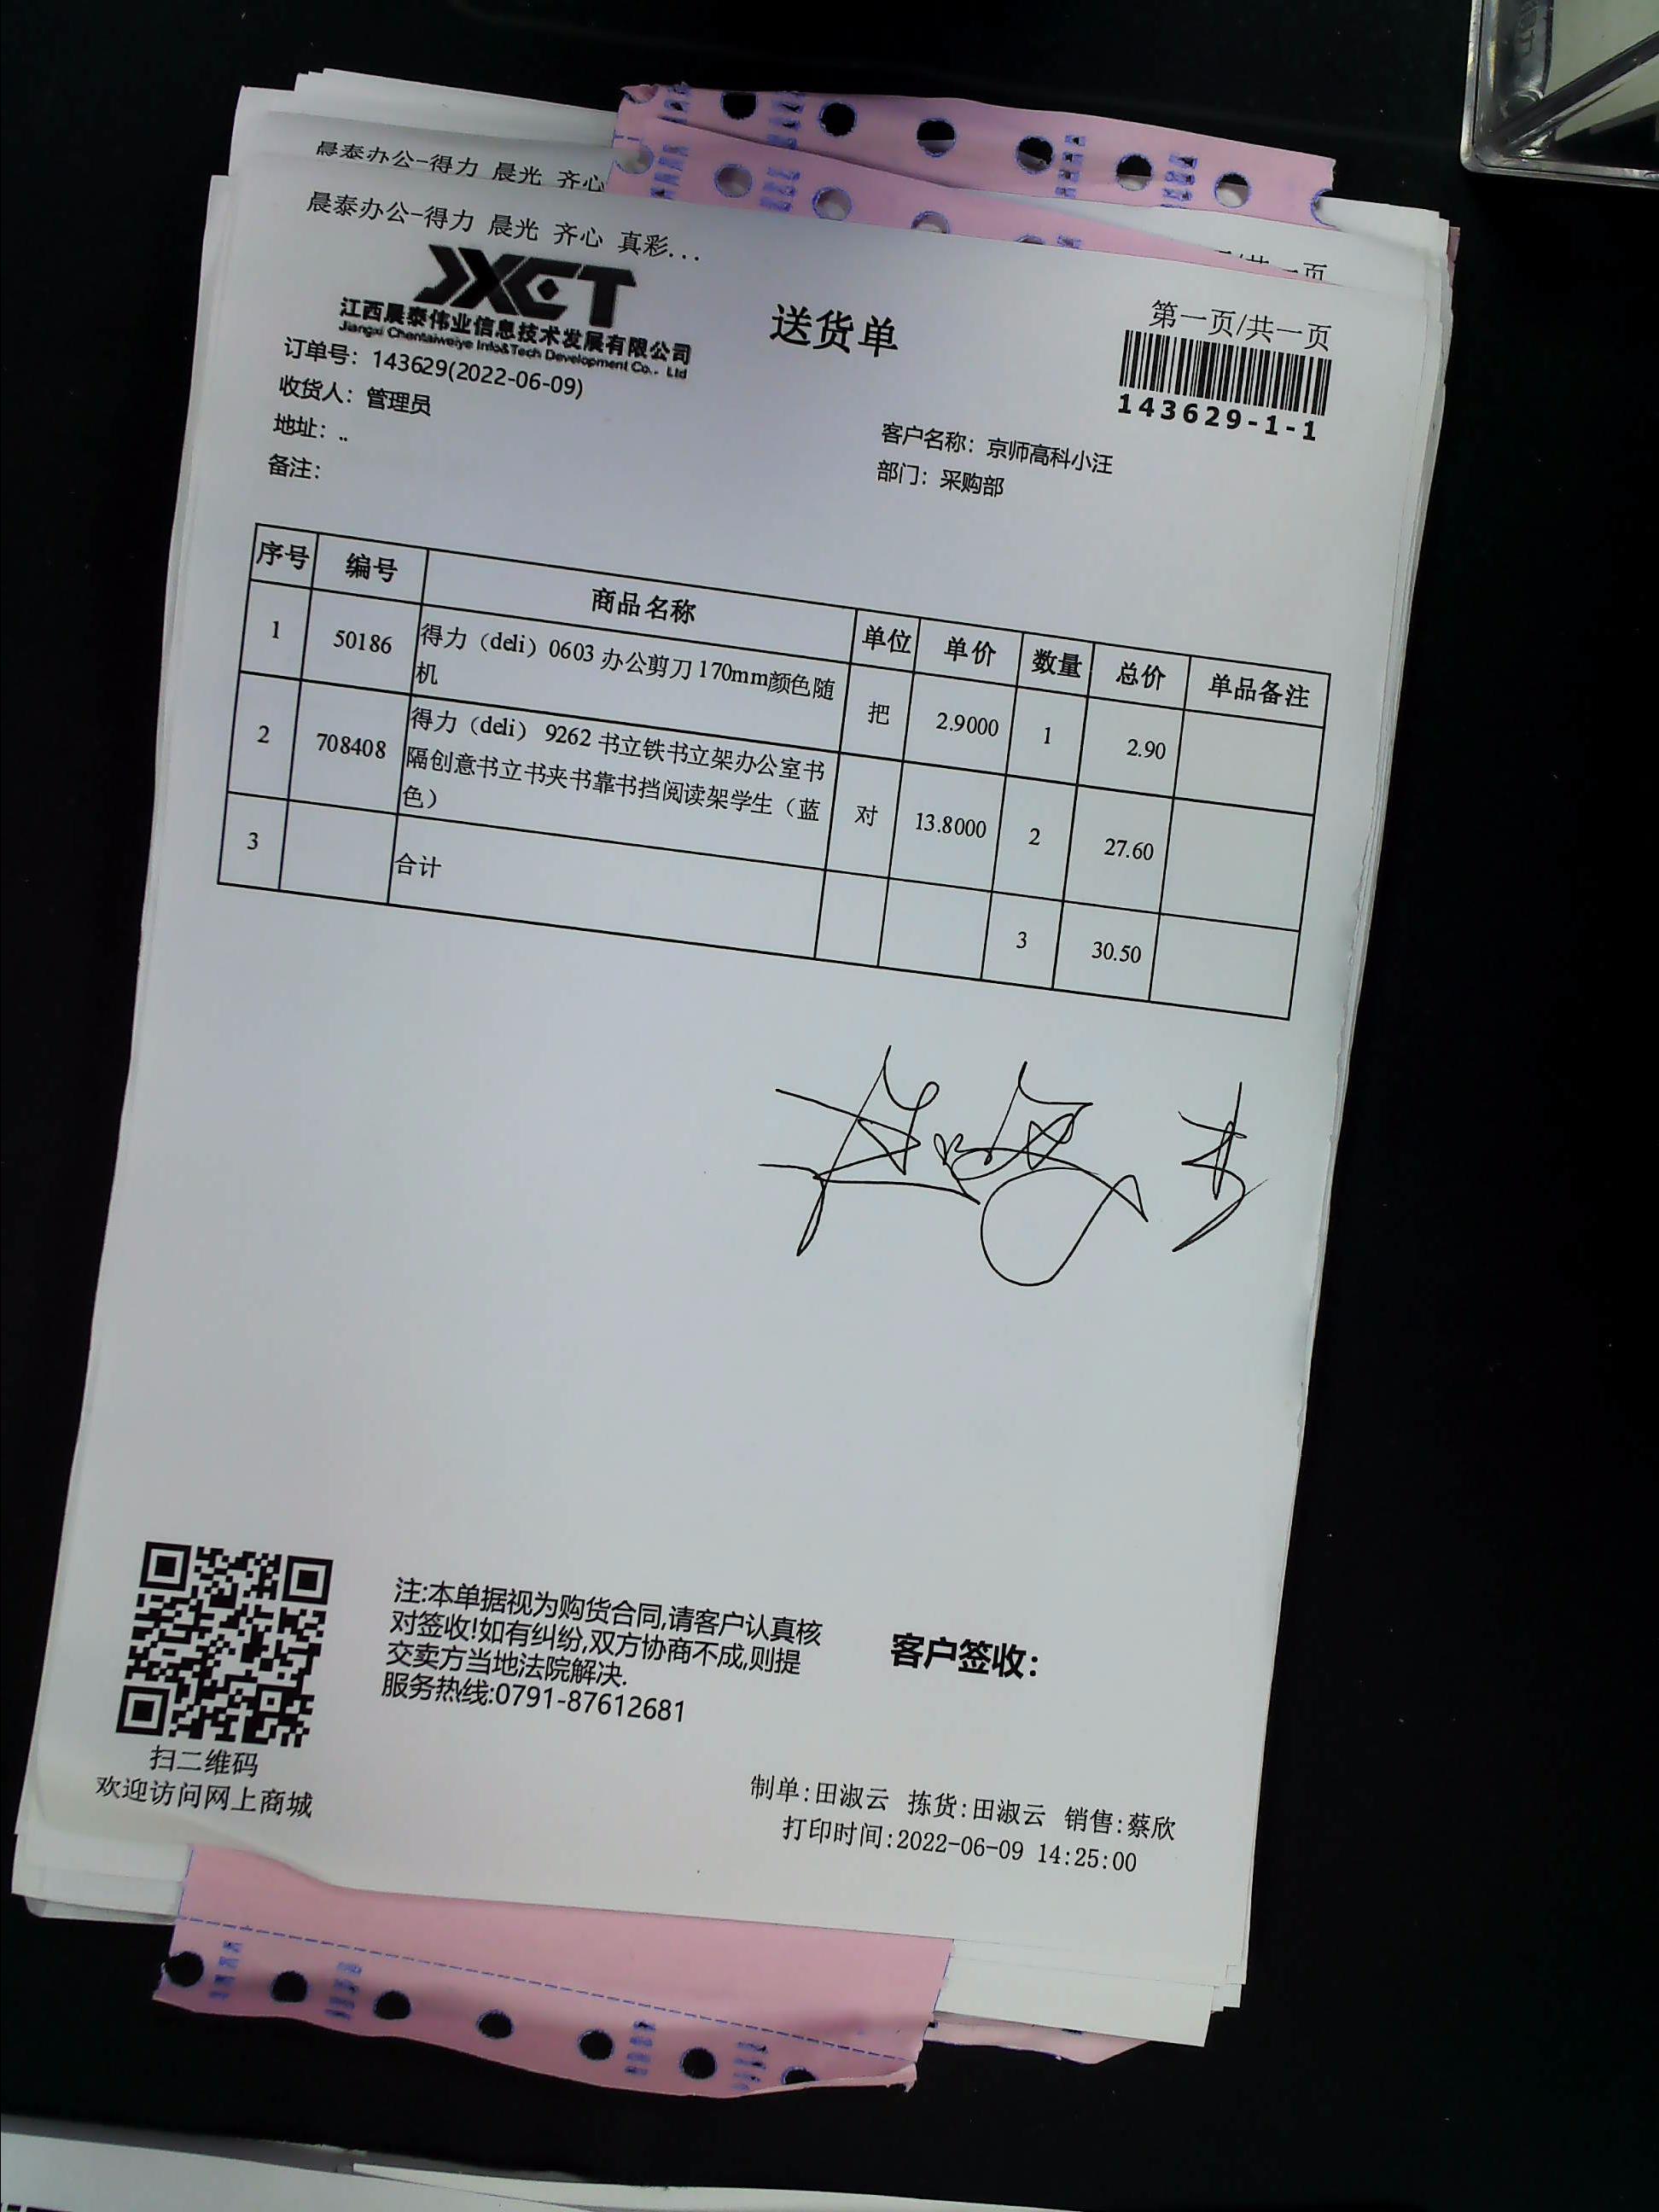 晨泰办公-得力 晨光 齐心
晨泰办公-得力 晨光 齐心 真彩...
JXCT
江西晨泰伟业信息技术发展有限公司
Jiangxi Chentaiweiye Info&Tech Development Co., Ltd
送货单
第一页/共一页
143629-1-1
订单号: 143629(2022-06-09)
收货人: 管理员
地址: ..
备注:
客户名称: 京师高科小汪
部门: 采购部
序号 编号 商品名称 单位 单价 数量 总价 单品备注
1 50186 得力（deli）0603 办公剪刀 170mm颜色随
机 把 2.9000 1 2.90
2 708408 得力（deli） 9262 书立铁书立架办公室书
隔创意书立书夹书靠书挡阅读架学生（蓝
色） 对 13.8000 2 27.60
3 合计 3 30.50
注:本单据视为购货合同,请客户认真核
对签收!如有纠纷,双方协商不成,则提
交卖方当地法院解决.
服务热线:0791-87612681
客户签收:
扫二维码
欢迎访问网上商城
制单:田淑云 拣货:田淑云 销售:蔡欣
打印时间:2022-06-09 14:25:00